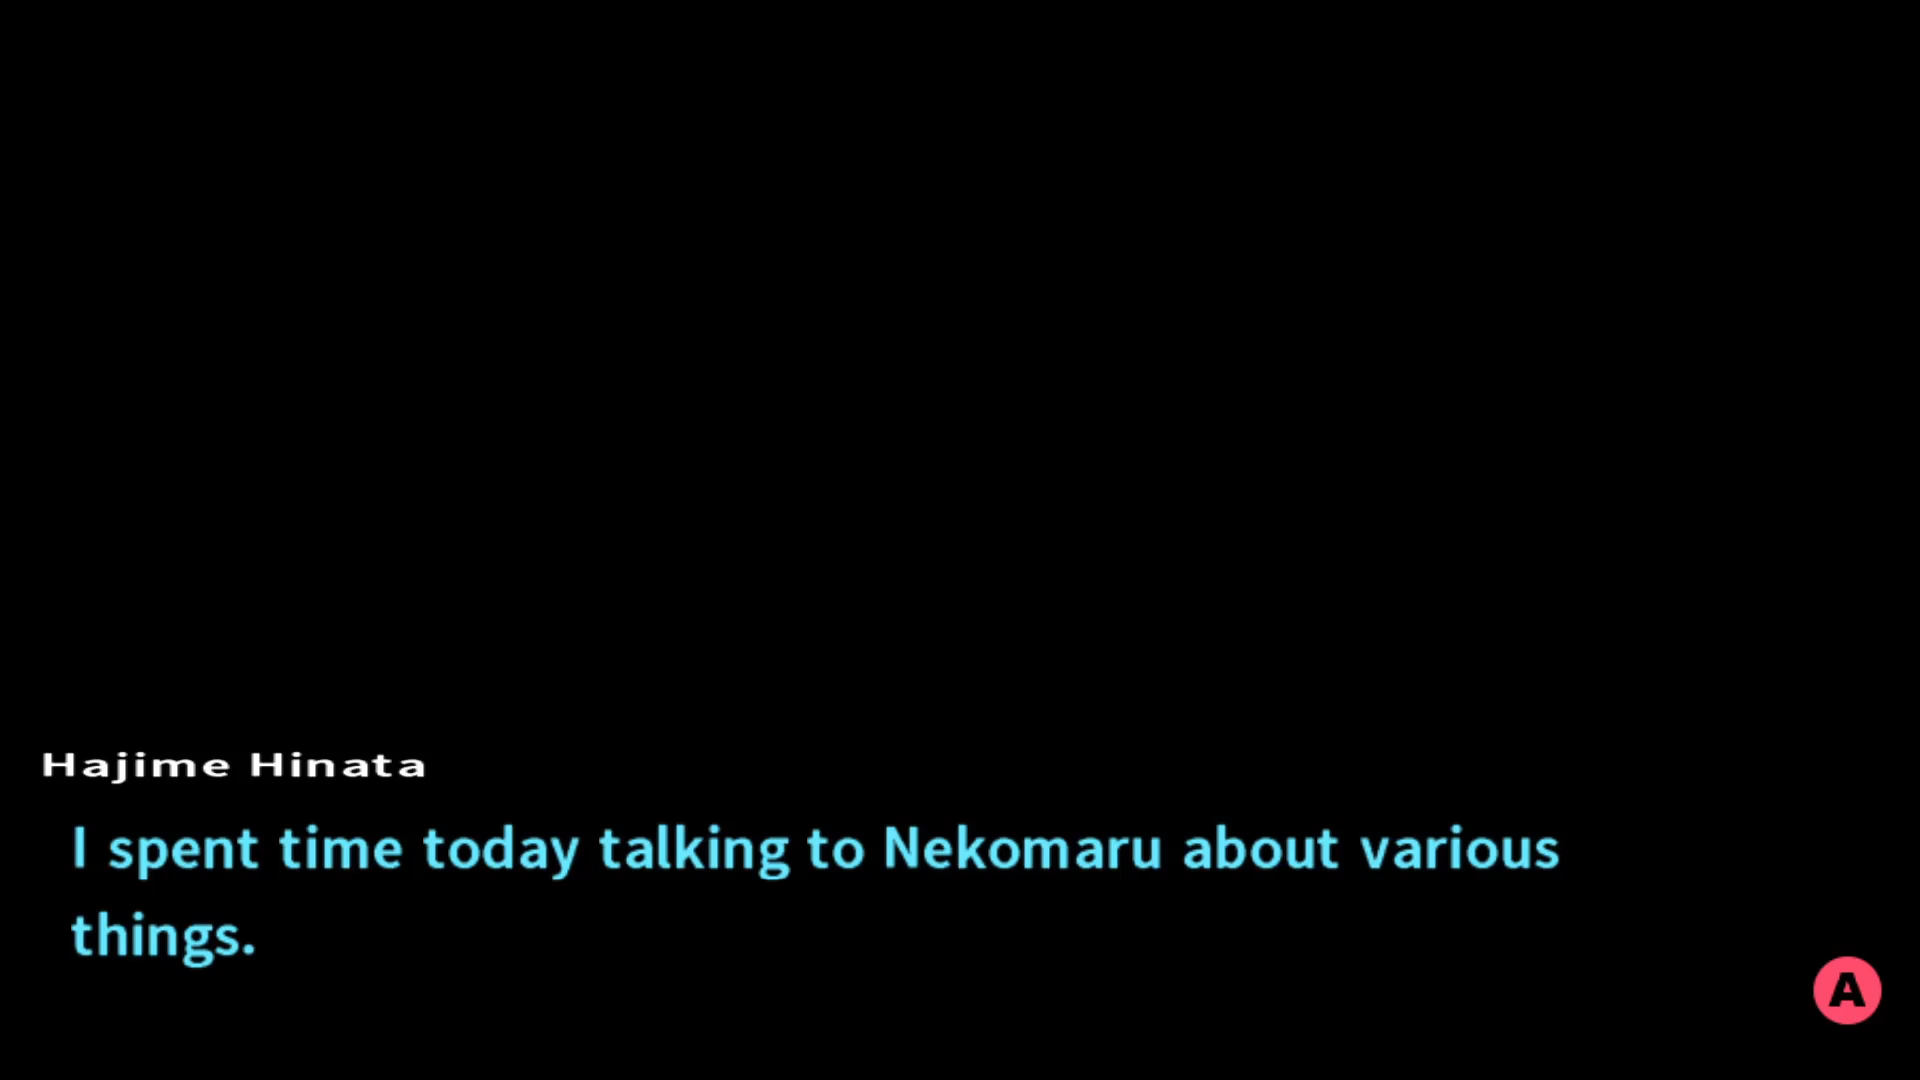 Hajime Hinata
I spent time today talking to Nekomaru about various
things.
A